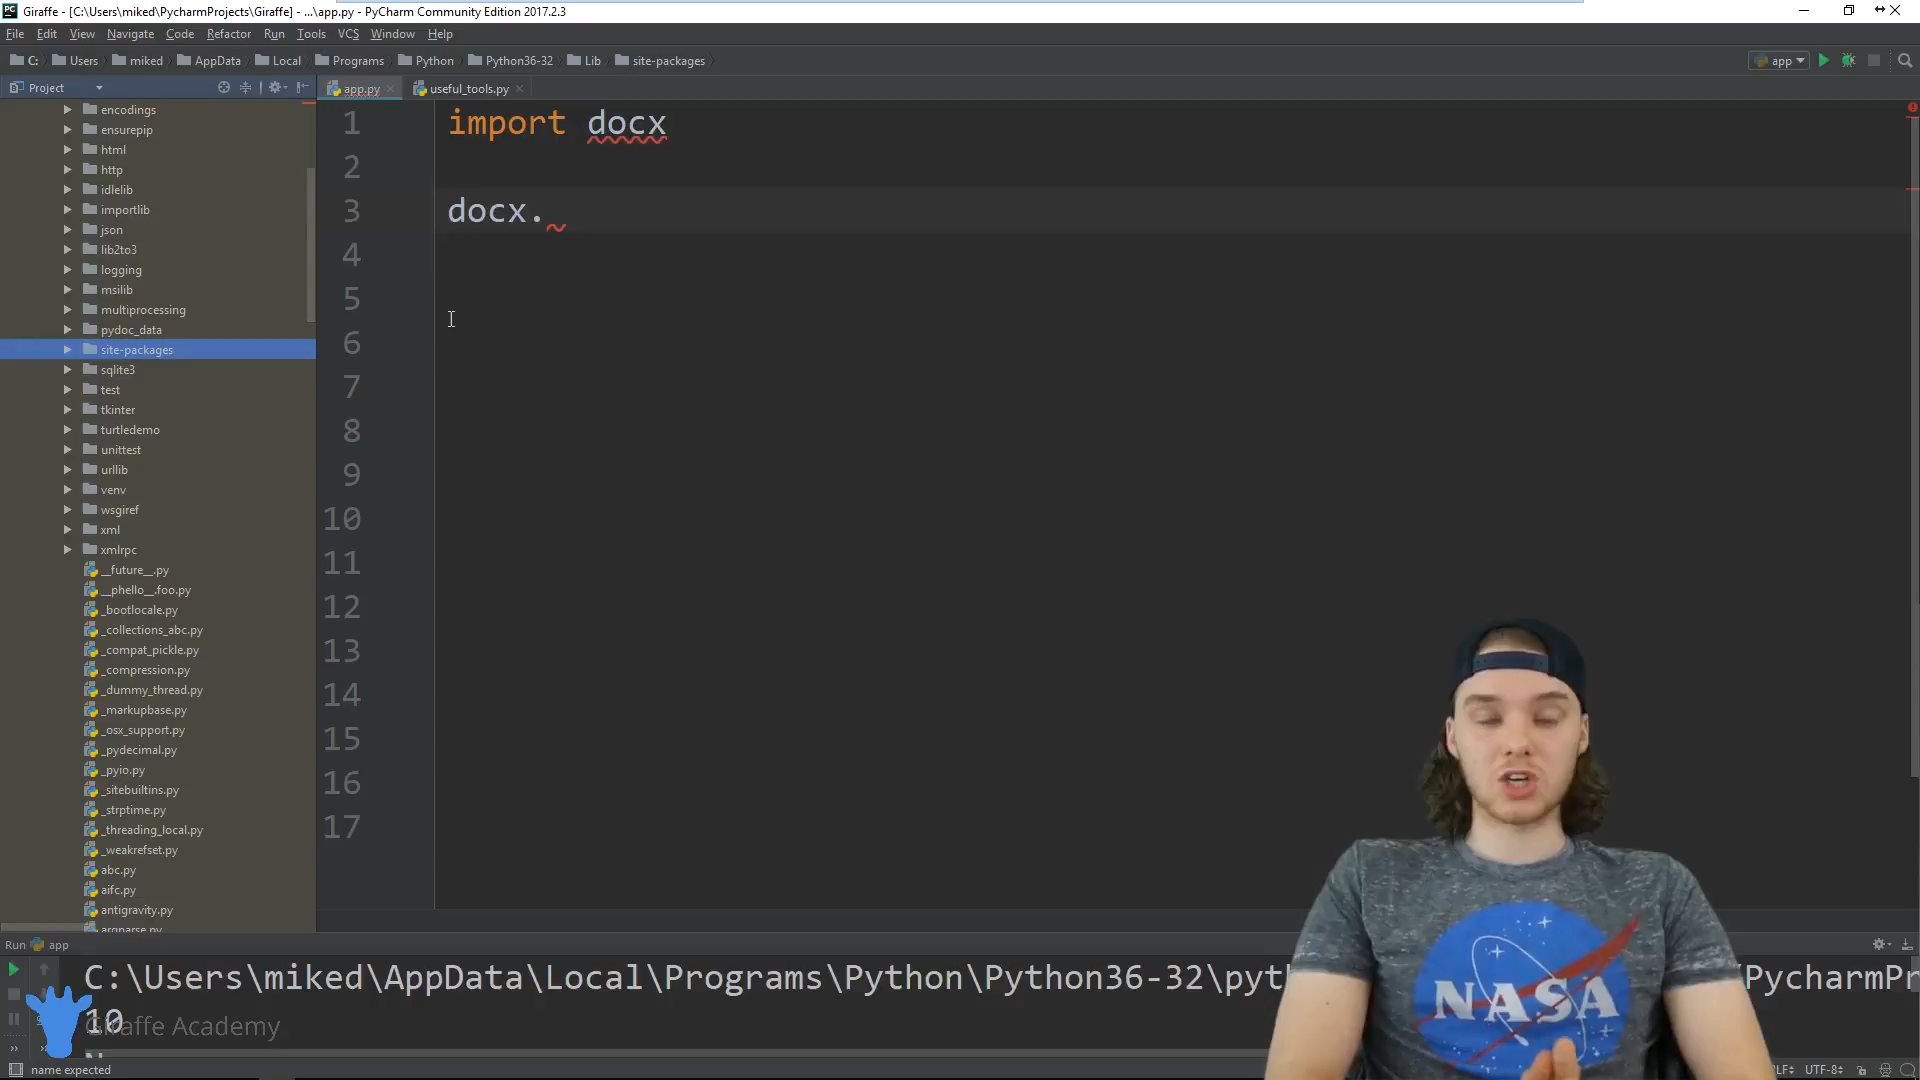 Giraffe - [C:\Users\miked\PycharmProjects\Giraffe] - ...\app.py - PyCharm Community Edition 2017.2.3
File Edit View Navigate Code Refactor Run Tools VCS Window Help
C: Users miked AppData Local Programs Python Python36-32 Lib site-packages app
Project
app.py useful_tools.py
encodings
ensurepip
html
http
idlelib
importlib
json
lib2to3
logging
msilib
multiprocessing
pydoc_data
site-packages
sqlite3
test
tkinter
turtledemo
unittest
urllib
venv
wsgiref
xml
xmlrpc
__future__.py
__phello__.foo.py
_bootlocale.py
_collections_abc.py
_compat_pickle.py
_compression.py
_dummy_thread.py
_markupbase.py
_osx_support.py
_pydecimal.py
_pyio.py
_sitebuiltins.py
_strptime.py
_threading_local.py
_weakrefset.py
abc.py
aifc.py
antigravity.py
argparse.py
1 import docx
2
3 docx.
4
5
6
7
8
9
10
11
12
13
14
15
16
17
NASA
Run app
C:\Users\miked\AppData\Local\Programs\Python\Python36-32\pyth
PycharmPr
10
Giraffe Academy
name expected
UTF-8